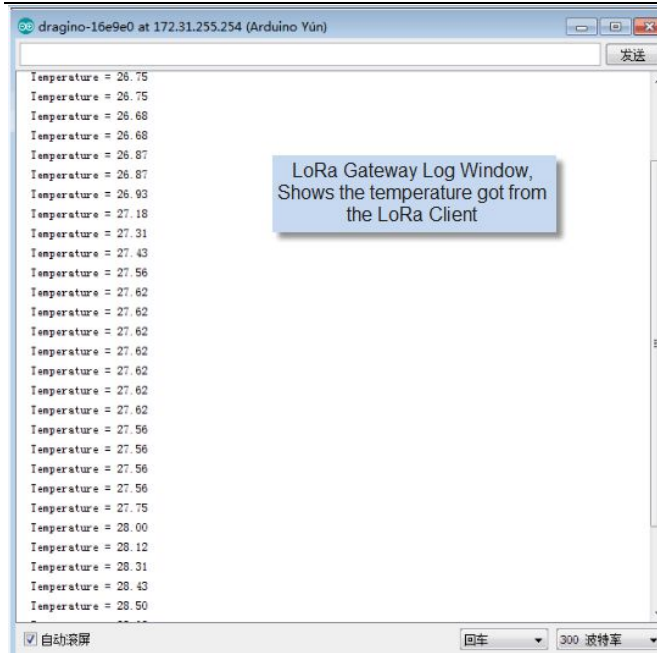 dragino-16e9e0 at 172.31.255.254 (Arduino Yún)
发送
Temperature = 26.75
Temperature = 26.75
Temperature = 26.68
Temperature = 26.68
Temperature = 26.87
Temperature = 26.87
Temperature = 26.93
Temperature = 27.18
Temperature = 27.31
Temperature = 27.43
Temperature = 27.56
Temperature = 27.62
Temperature = 27.62
Temperature = 27.62
Temperature = 27.62
Temperature = 27.62
Temperature = 27.62
Temperature = 27.62
Temperature = 27.56
Temperature = 27.56
Temperature = 27.56
Temperature = 27.56
Temperature = 27.75
Temperature = 28.00
Temperature = 28.12
Temperature = 28.31
Temperature = 28.43
Temperature = 28.50
LoRa Gateway Log Window,
Shows the temperature got from
the LoRa Client
自动滚屏
回车
300 波特率